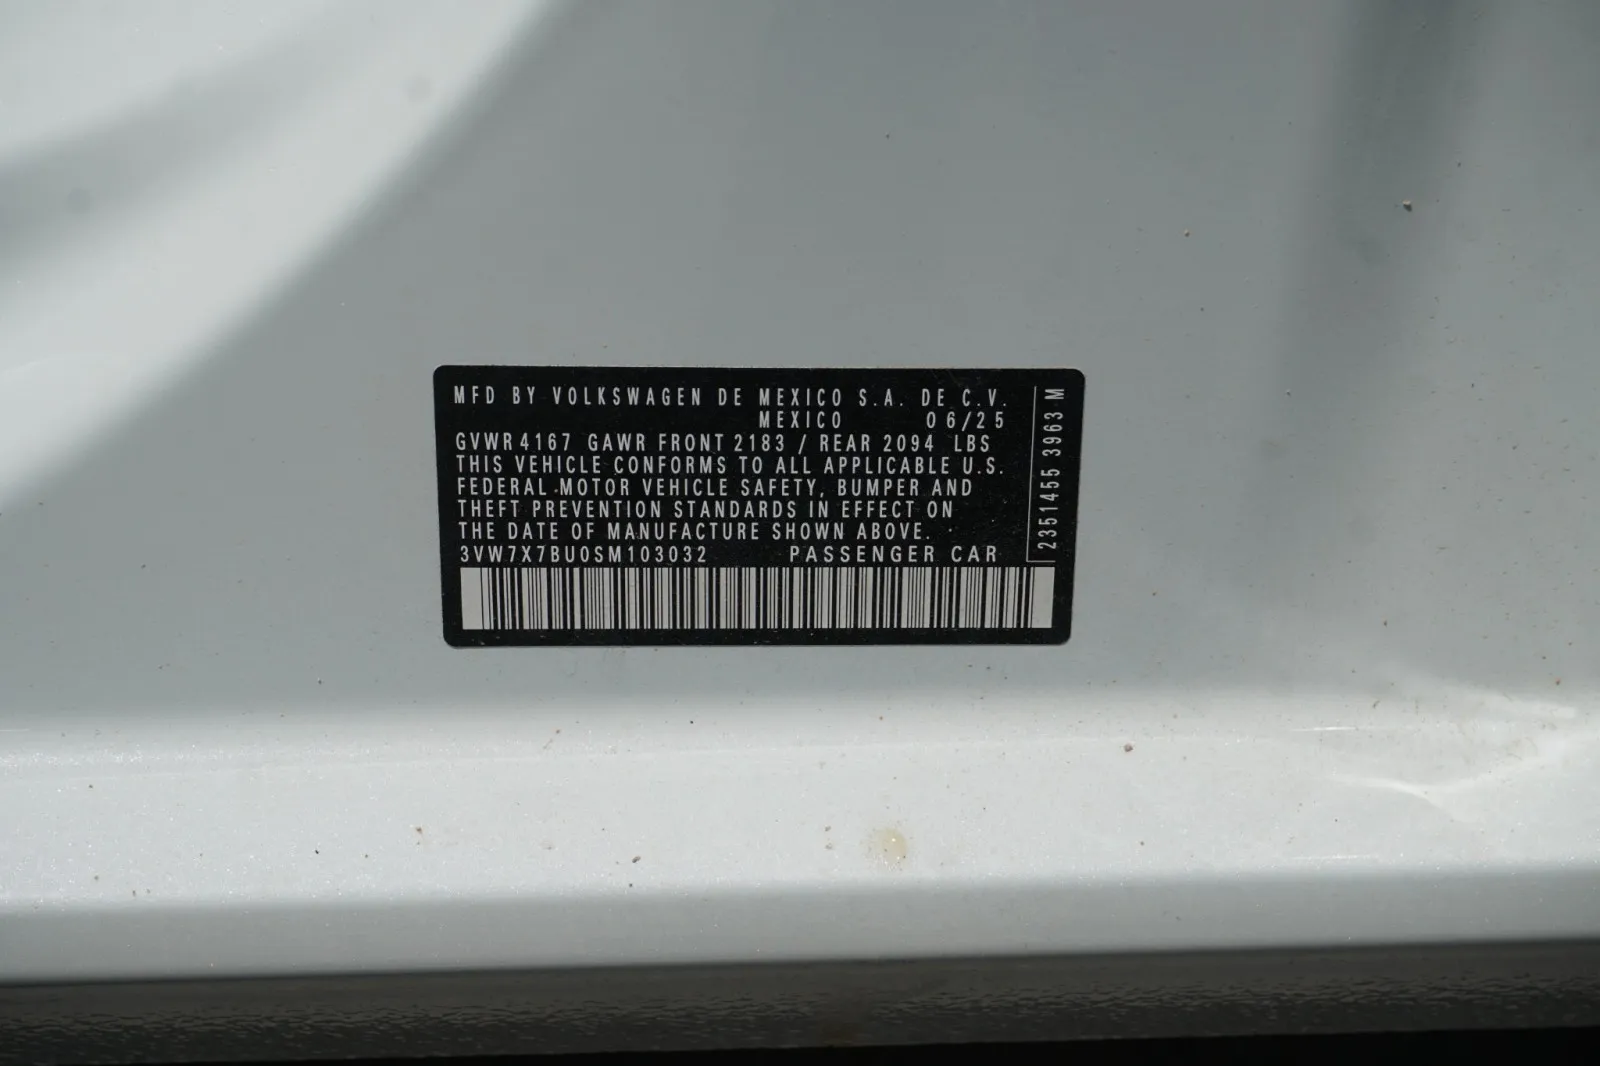 MFD BY VOLKSWAGEN DE MEXICO S.A. DE C.V.
MEXICO 06/25
GVWR 4167 GAWR FRONT 2183 / REAR 2094 LBS
THIS VEHICLE CONFORMS TO ALL APPLICABLE U.S.
FEDERAL MOTOR VEHICLE SAFETY, BUMPER AND
THEFT PREVENTION STANDARDS IN EFFECT ON
THE DATE OF MANUFACTURE SHOWN ABOVE.
3VW7X7BU0SM103032 PASSENGER CAR
2351455 3963 M